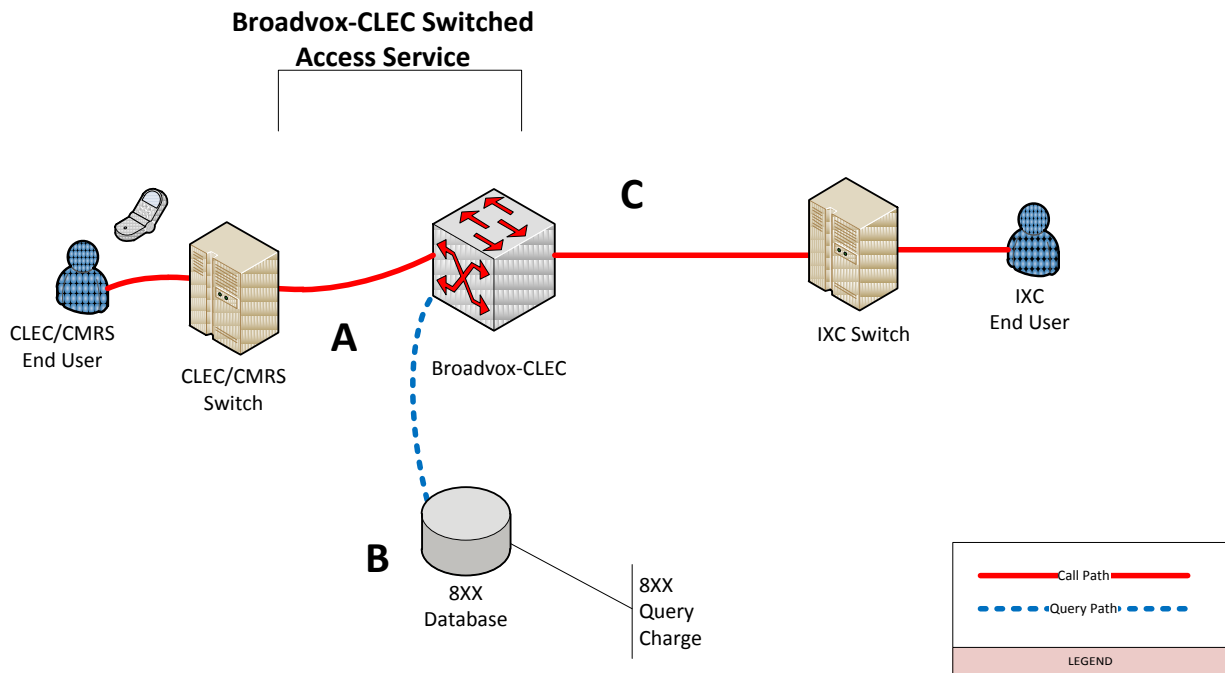 Broadvox-CLEC Switched
Access Service
C
CLEC/CMRS
End User
CLEC/CMRS
Switch
A
Broadvox-CLEC
IXC Switch
IXC
End User
B
8XX
Database
8XX
Query
Charge
Call Path
Query Path
LEGEND